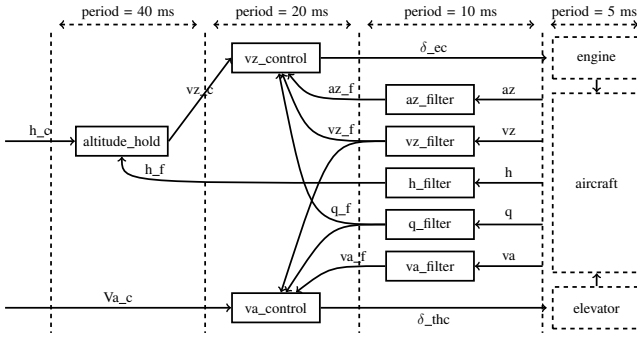 period = 40 ms period = 20 ms period = 10 ms period = 5 ms
vz_control δ_ec engine
vz_c az_f az_filter az
h_c altitude_hold vz_f vz_filter vz
h_f h_filter h aircraft
q_f q_filter q
va_f va_filter va
Va_c va_control δ_thc elevator